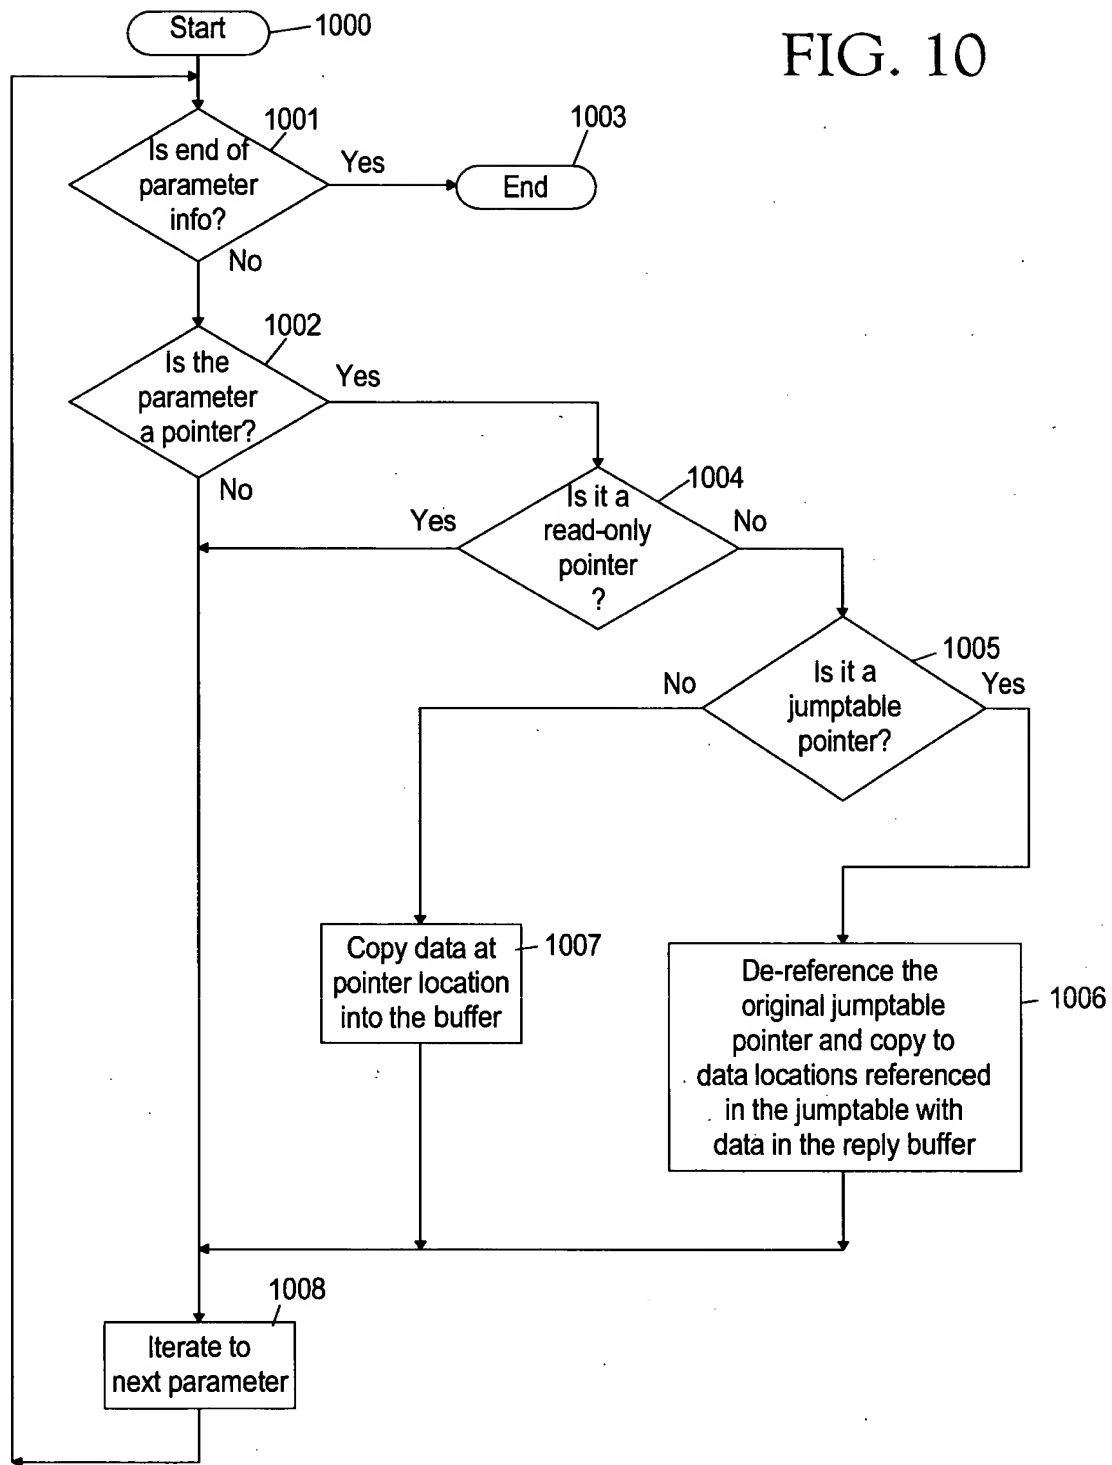 FIG. 10
Start
1000
1001
Is end of
parameter
info?
Yes
1003
End
No
1002
Is the
parameter
a pointer?
Yes
No
1004
Is it a
read-only
pointer
?
Yes
No
1005
Is it a
jumptable
pointer?
No
Yes
Copy data at
pointer location
into the buffer
1007
De-reference the
original jumptable
pointer and copy to
data locations referenced
in the jumptable with
data in the reply buffer
1006
1008
Iterate to
next parameter